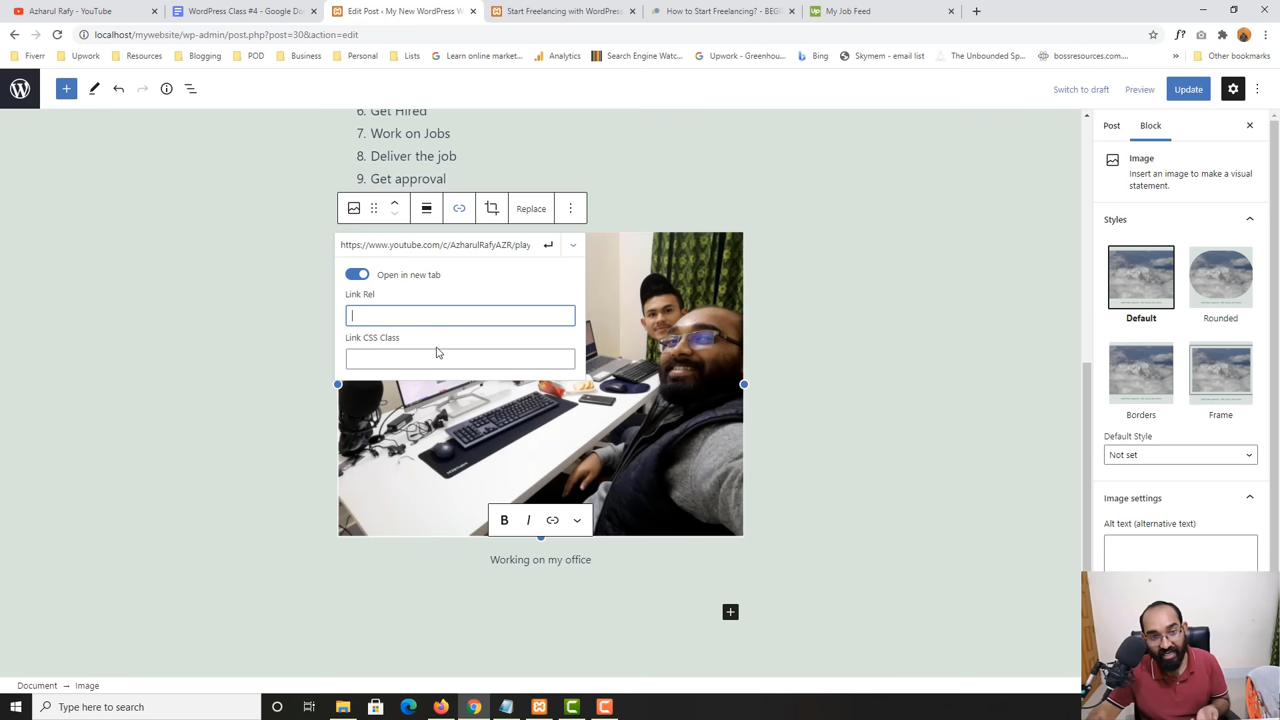 Azharul Rafy - YouTube
WordPress Class #4 - Google Do
Edit Post ‹ My New WordPress W
Start Freelancing with WordPress
How to Start Freelancing? - BEGI
My Job Feed
localhost/mywebsite/wp-admin/post.php?post=30&action=edit
Fiverr
Upwork
Resources
Blogging
POD
Business
Personal
Lists
Learn online market...
Analytics
Search Engine Watc...
Upwork - Greenhou...
Bing
Skymem - email list
The Unbounded Sp...
bossresources.com...
Other bookmarks
Switch to draft
Preview
Update
6. Get Hired
7. Work on Jobs
8. Deliver the job
9. Get approval
Replace
https://www.youtube.com/c/AzharulRafyAZR/play
Open in new tab
Link Rel
Link CSS Class
B I
Working on my office
Post
Block
Image
Insert an image to make a visual
statement.
Styles
Default
Rounded
Borders
Frame
Default Style
Not set
Image settings
Alt text (alternative text)
Document → Image
Type here to search